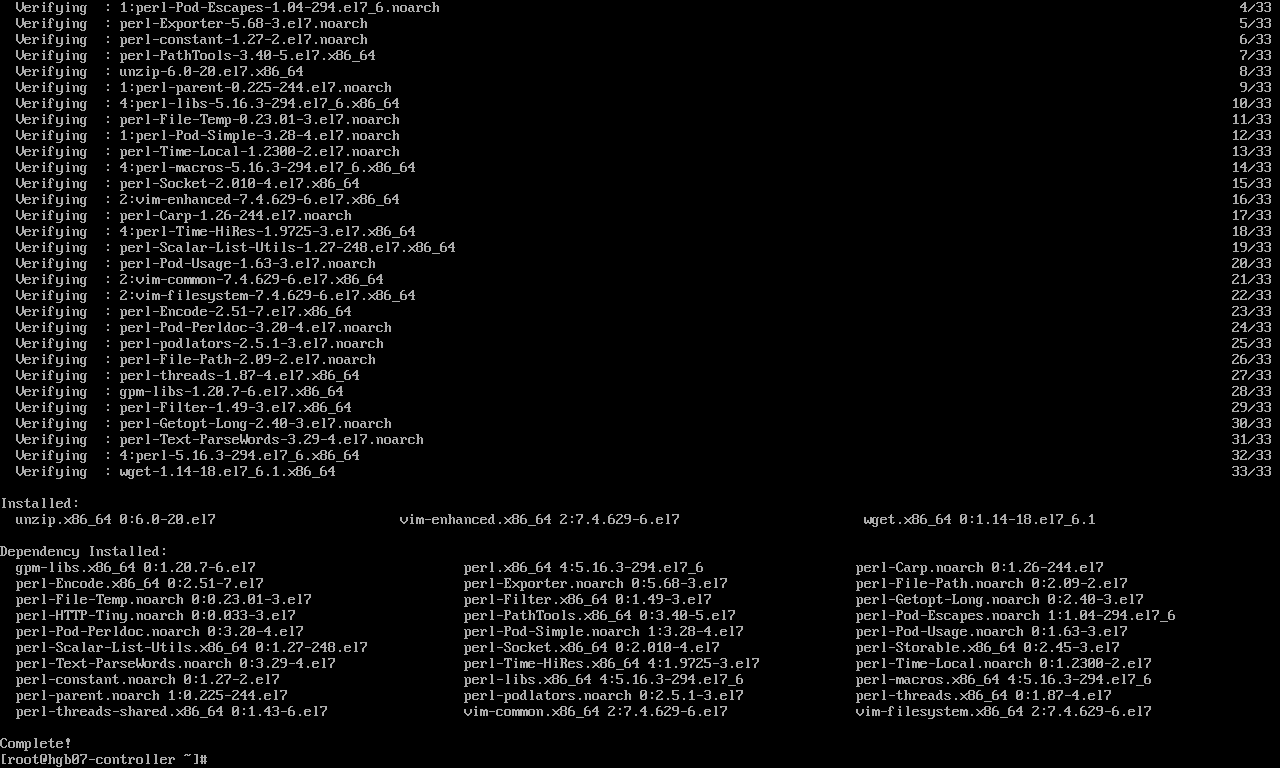 Verifying  : 1:perl-Pod-Escapes-1.04-294.el7_6.noarch 4/33
Verifying  : perl-Exporter-5.68-3.el7.noarch 5/33
Verifying  : perl-constant-1.27-2.el7.noarch 6/33
Verifying  : perl-PathTools-3.40-5.el7.x86_64 7/33
Verifying  : unzip-6.0-20.el7.x86_64 8/33
Verifying  : 1:perl-parent-0.225-244.el7.noarch 9/33
Verifying  : 4:perl-libs-5.16.3-294.el7_6.x86_64 10/33
Verifying  : perl-File-Temp-0.23.01-3.el7.noarch 11/33
Verifying  : 1:perl-Pod-Simple-3.28-4.el7.noarch 12/33
Verifying  : perl-Time-Local-1.2300-2.el7.noarch 13/33
Verifying  : 4:perl-macros-5.16.3-294.el7_6.x86_64 14/33
Verifying  : perl-Socket-2.010-4.el7.x86_64 15/33
Verifying  : 2:vim-enhanced-7.4.629-6.el7.x86_64 16/33
Verifying  : perl-Carp-1.26-244.el7.noarch 17/33
Verifying  : 4:perl-Time-HiRes-1.9725-3.el7.x86_64 18/33
Verifying  : perl-Scalar-List-Utils-1.27-248.el7.x86_64 19/33
Verifying  : perl-Pod-Usage-1.63-3.el7.noarch 20/33
Verifying  : 2:vim-common-7.4.629-6.el7.x86_64 21/33
Verifying  : 2:vim-filesystem-7.4.629-6.el7.x86_64 22/33
Verifying  : perl-Encode-2.51-7.el7.x86_64 23/33
Verifying  : perl-Pod-Perldoc-3.20-4.el7.noarch 24/33
Verifying  : perl-podlators-2.5.1-3.el7.noarch 25/33
Verifying  : perl-File-Path-2.09-2.el7.noarch 26/33
Verifying  : perl-threads-1.87-4.el7.x86_64 27/33
Verifying  : gpm-libs-1.20.7-6.el7.x86_64 28/33
Verifying  : perl-Filter-1.49-3.el7.x86_64 29/33
Verifying  : perl-Getopt-Long-2.40-3.el7.noarch 30/33
Verifying  : perl-Text-ParseWords-3.29-4.el7.noarch 31/33
Verifying  : 4:perl-5.16.3-294.el7_6.x86_64 32/33
Verifying  : wget-1.14-18.el7_6.1.x86_64 33/33
Installed:
unzip.x86_64 0:6.0-20.el7 vim-enhanced.x86_64 2:7.4.629-6.el7 wget.x86_64 0:1.14-18.el7_6.1
Dependency Installed:
gpm-libs.x86_64 0:1.20.7-6.el7 perl.x86_64 4:5.16.3-294.el7_6 perl-Carp.noarch 0:1.26-244.el7
perl-Encode.x86_64 0:2.51-7.el7 perl-Exporter.noarch 0:5.68-3.el7 perl-File-Path.noarch 0:2.09-2.el7
perl-File-Temp.noarch 0:0.23.01-3.el7 perl-Filter.x86_64 0:1.49-3.el7 perl-Getopt-Long.noarch 0:2.40-3.el7
perl-HTTP-Tiny.noarch 0:0.033-3.el7 perl-PathTools.x86_64 0:3.40-5.el7 perl-Pod-Escapes.noarch 1:1.04-294.el7_6
perl-Pod-Perldoc.noarch 0:3.20-4.el7 perl-Pod-Simple.noarch 1:3.28-4.el7 perl-Pod-Usage.noarch 0:1.63-3.el7
perl-Scalar-List-Utils.x86_64 0:1.27-248.el7 perl-Socket.x86_64 0:2.010-4.el7 perl-Storable.x86_64 0:2.45-3.el7
perl-Text-ParseWords.noarch 0:3.29-4.el7 perl-Time-HiRes.x86_64 4:1.9725-3.el7 perl-Time-Local.noarch 0:1.2300-2.el7
perl-constant.noarch 0:1.27-2.el7 perl-libs.x86_64 4:5.16.3-294.el7_6 perl-macros.x86_64 4:5.16.3-294.el7_6
perl-parent.noarch 1:0.225-244.el7 perl-podlators.noarch 0:2.5.1-3.el7 perl-threads.x86_64 0:1.87-4.el7
perl-threads-shared.x86_64 0:1.43-6.el7 vim-common.x86_64 2:7.4.629-6.el7 vim-filesystem.x86_64 2:7.4.629-6.el7
Complete!
[root@hgb07-controller ~]#